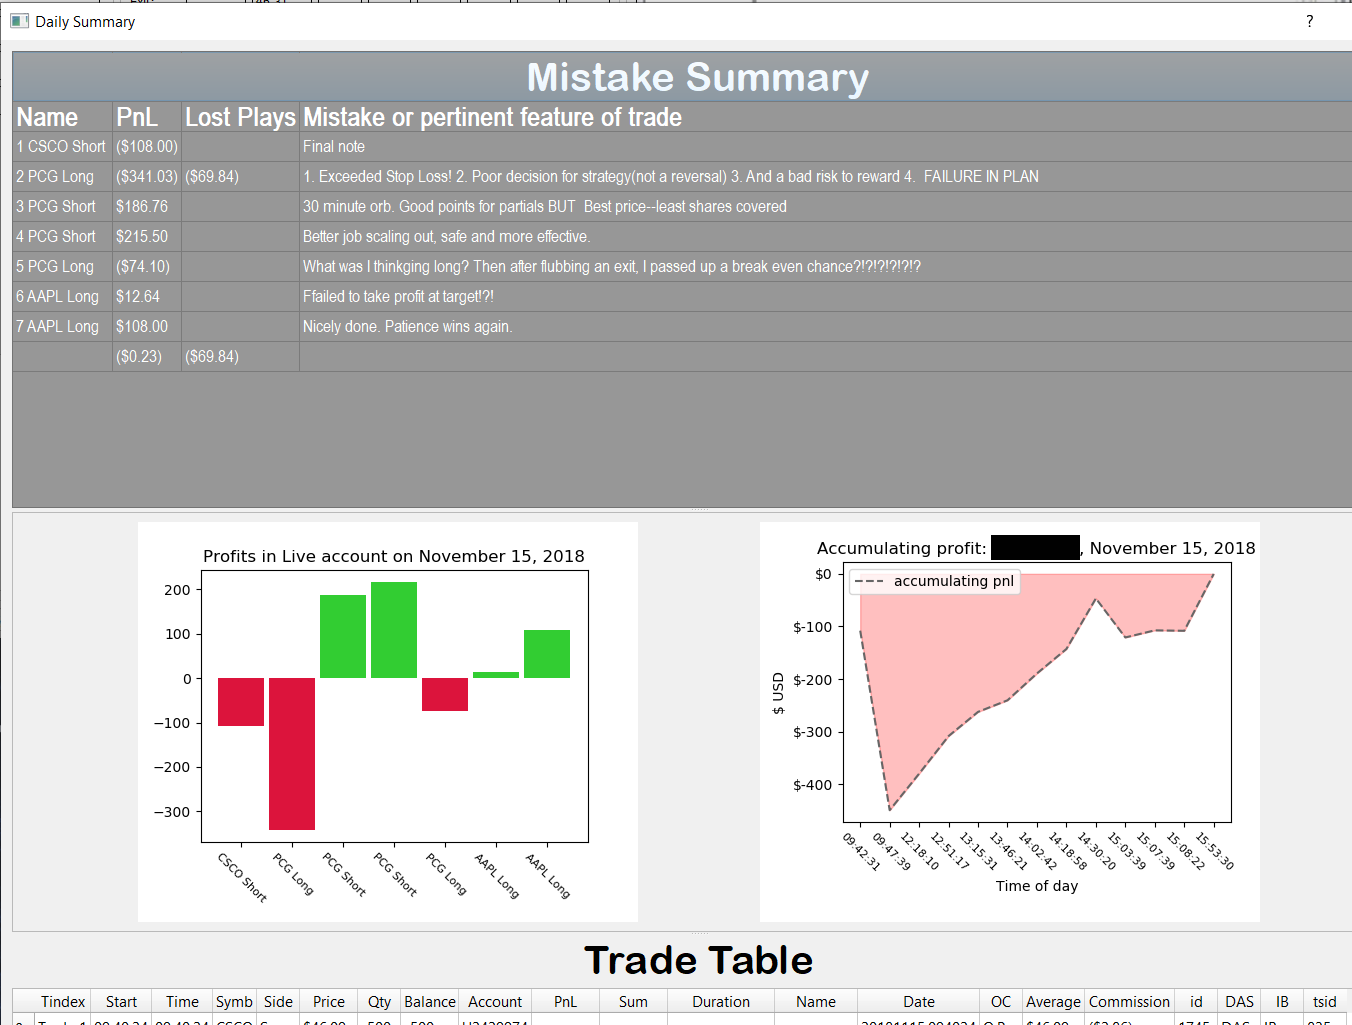 Daily Summary ?
Mistake Summary
Name PnL Lost Plays Mistake or pertinent feature of trade
1 CSCO Short ($108.00) Final note
2 PCG Long ($341.03) ($69.84) 1. Exceeded Stop Loss! 2. Poor decision for strategy(not a reversal) 3. And a bad risk to reward 4. FAILURE IN PLAN
3 PCG Short $186.76 30 minute orb. Good points for partials BUT Best price--least shares covered
4 PCG Short $215.50 Better job scaling out, safe and more effective.
5 PCG Long ($74.10) What was I thinkging long? Then after flubbing an exit, I passed up a break even chance?!?!?!?!?!?
6 AAPL Long $12.64 Ffailed to take profit at target!?!
7 AAPL Long $108.00 Nicely done. Patience wins again.
($0.23) ($69.84)
Profits in Live account on November 15, 2018
200
100
0
−100
−200
−300
CSCO Short
PCG Long
PCG Short
PCG Short
PCG Long
AAPL Long
AAPL Long
Accumulating profit: , November 15, 2018
accumulating pnl
$0
$-100
$-200
$-300
$-400
$ USD
09:42:31
09:47:39
12:18:10
12:51:17
13:15:31
13:46:21
14:02:42
14:18:58
14:30:20
15:03:39
15:07:39
15:08:22
15:53:30
Time of day
Trade Table
Tindex Start Time Symb Side Price Qty Balance Account PnL Sum Duration Name Date OC Average Commission id DAS IB tsid